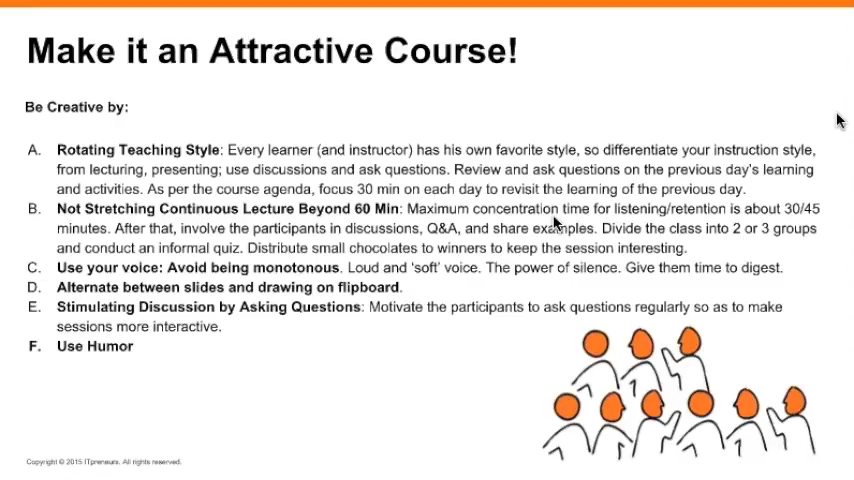 Make it an Attractive Course!
Be Creative by:
A. Rotating Teaching Style: Every learner (and instructor) has his own favorite style, so differentiate your instruction style,
from lecturing, presenting; use discussions and ask questions. Review and ask questions on the previous day's learning
and activities. As per the course agenda, focus 30 min on each day to revisit the learning of the previous day.
B. Not Stretching Continuous Lecture Beyond 60 Min: Maximum concentration time for listening/retention is about 30/45
minutes. After that, involve the participants in discussions, Q&A, and share examples. Divide the class into 2 or 3 groups
and conduct an informal quiz. Distribute small chocolates to winners to keep the session interesting.
C. Use your voice: Avoid being monotonous. Loud and 'soft' voice. The power of silence. Give them time to digest.
D. Alternate between slides and drawing on flipboard.
E. Stimulating Discussion by Asking Questions: Motivate the participants to ask questions regularly so as to make
sessions more interactive.
F. Use Humor
Copyright © 2015 ITpreneurs. All rights reserved.